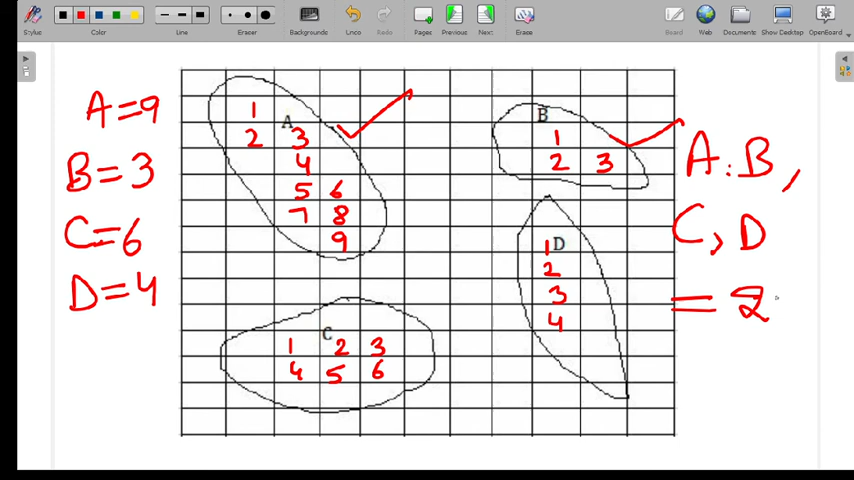 Stylus
Color
Line
Eraser
Backgrounds
Undo
Redo
Pages
Previous
Next
Erase
Board
Web
Documents
Show Desktop
OpenBoard
A=9
B=3
C=6
D=4
A
1
2 3
4
5 6
7 8
9
B
1
2 3
C
1 2 3
4 5 6
D
1
2
3
4
A:B,
C, D
= 2